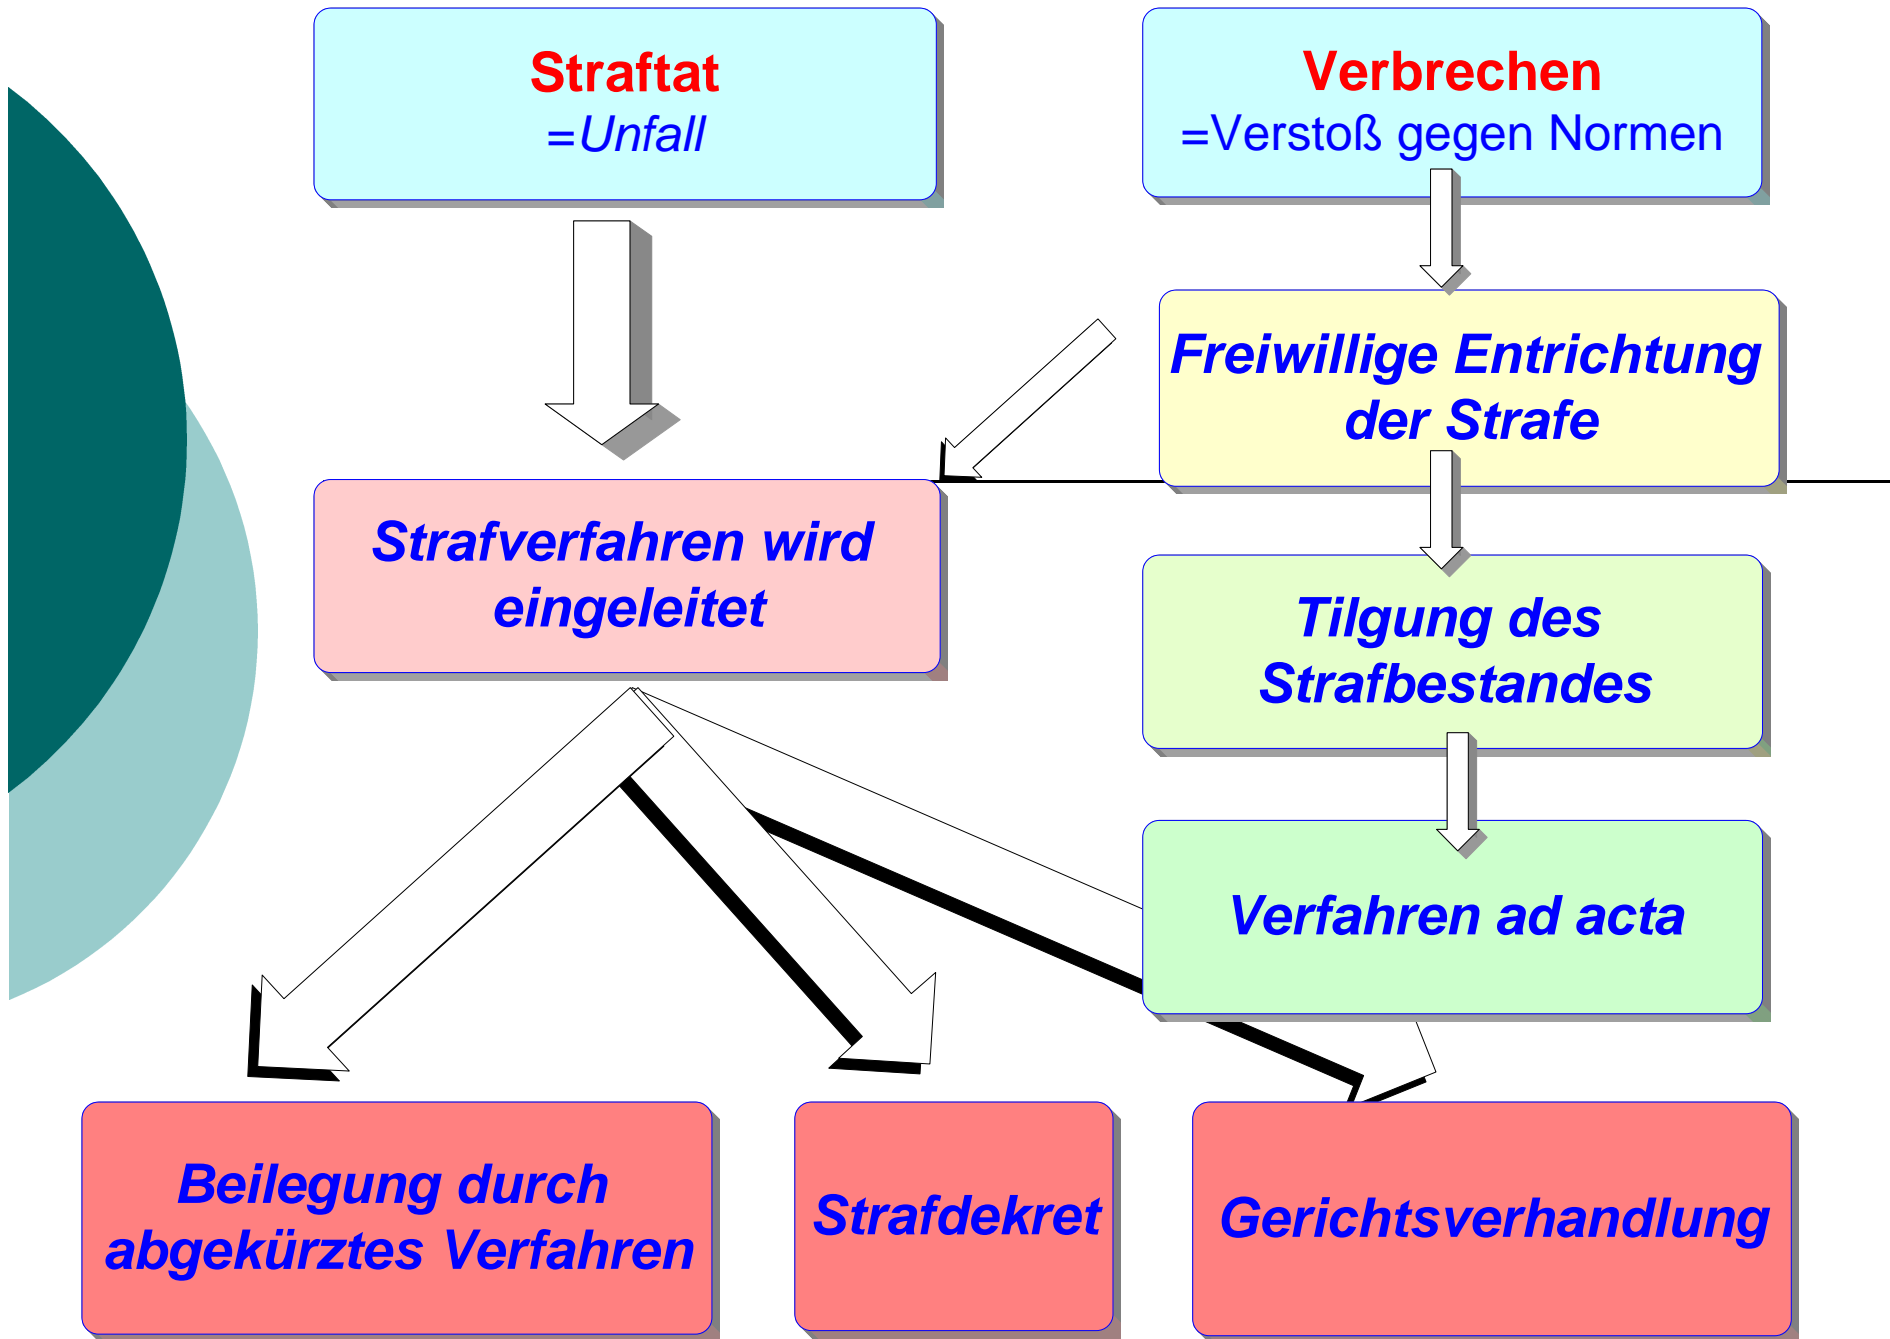 Straftat
=Unfall
Verbrechen
=Verstoß gegen Normen
Freiwillige Entrichtung
der Strafe
Strafverfahren wird
eingeleitet
Tilgung des
Strafbestandes
Verfahren ad acta
Beilegung durch
abgekürztes Verfahren
Strafdekret
Gerichtsverhandlung